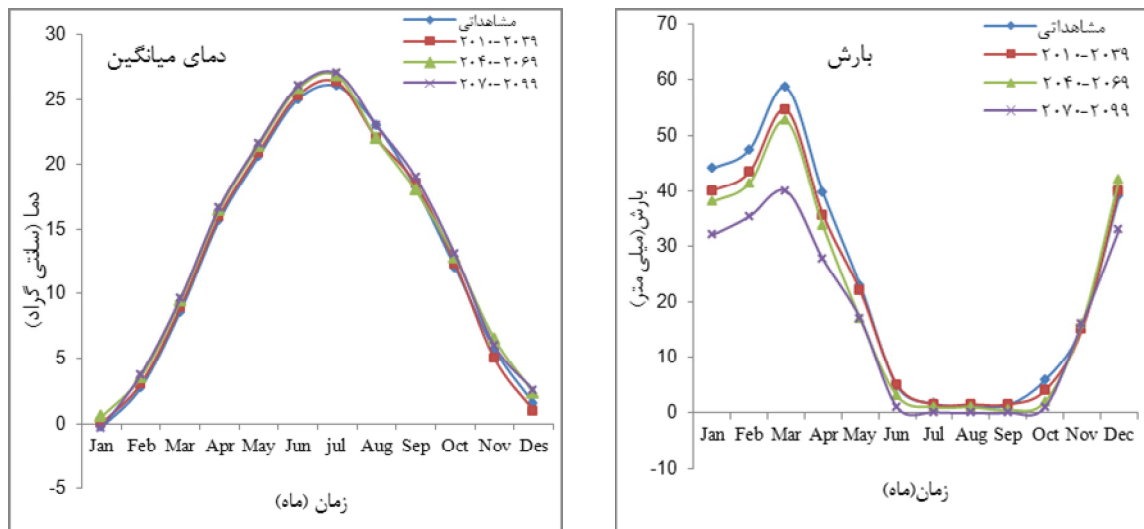 دمای میانگین
مشاهداتی
۲۰۱۰-۲۰۳۹
۲۰۴۰-۲۰۶۹
۲۰۷۰-۲۰۹۹
30
25
20
15
10
5
0
-5
دما (سانتی گراد)
Jan Feb Mar Apr May Jun jul Aug Sep Oct Nov Des
زمان (ماه)
بارش
مشاهداتی
۲۰۱۰-۲۰۳۹
۲۰۴۰-۲۰۶۹
۲۰۷۰-۲۰۹۹
70
60
50
40
30
20
10
0
-10
بارش(میلی متر)
Jan Feb Mar Apr May Jun Jul Aug Sep Oct Nov Dec
زمان(ماه)